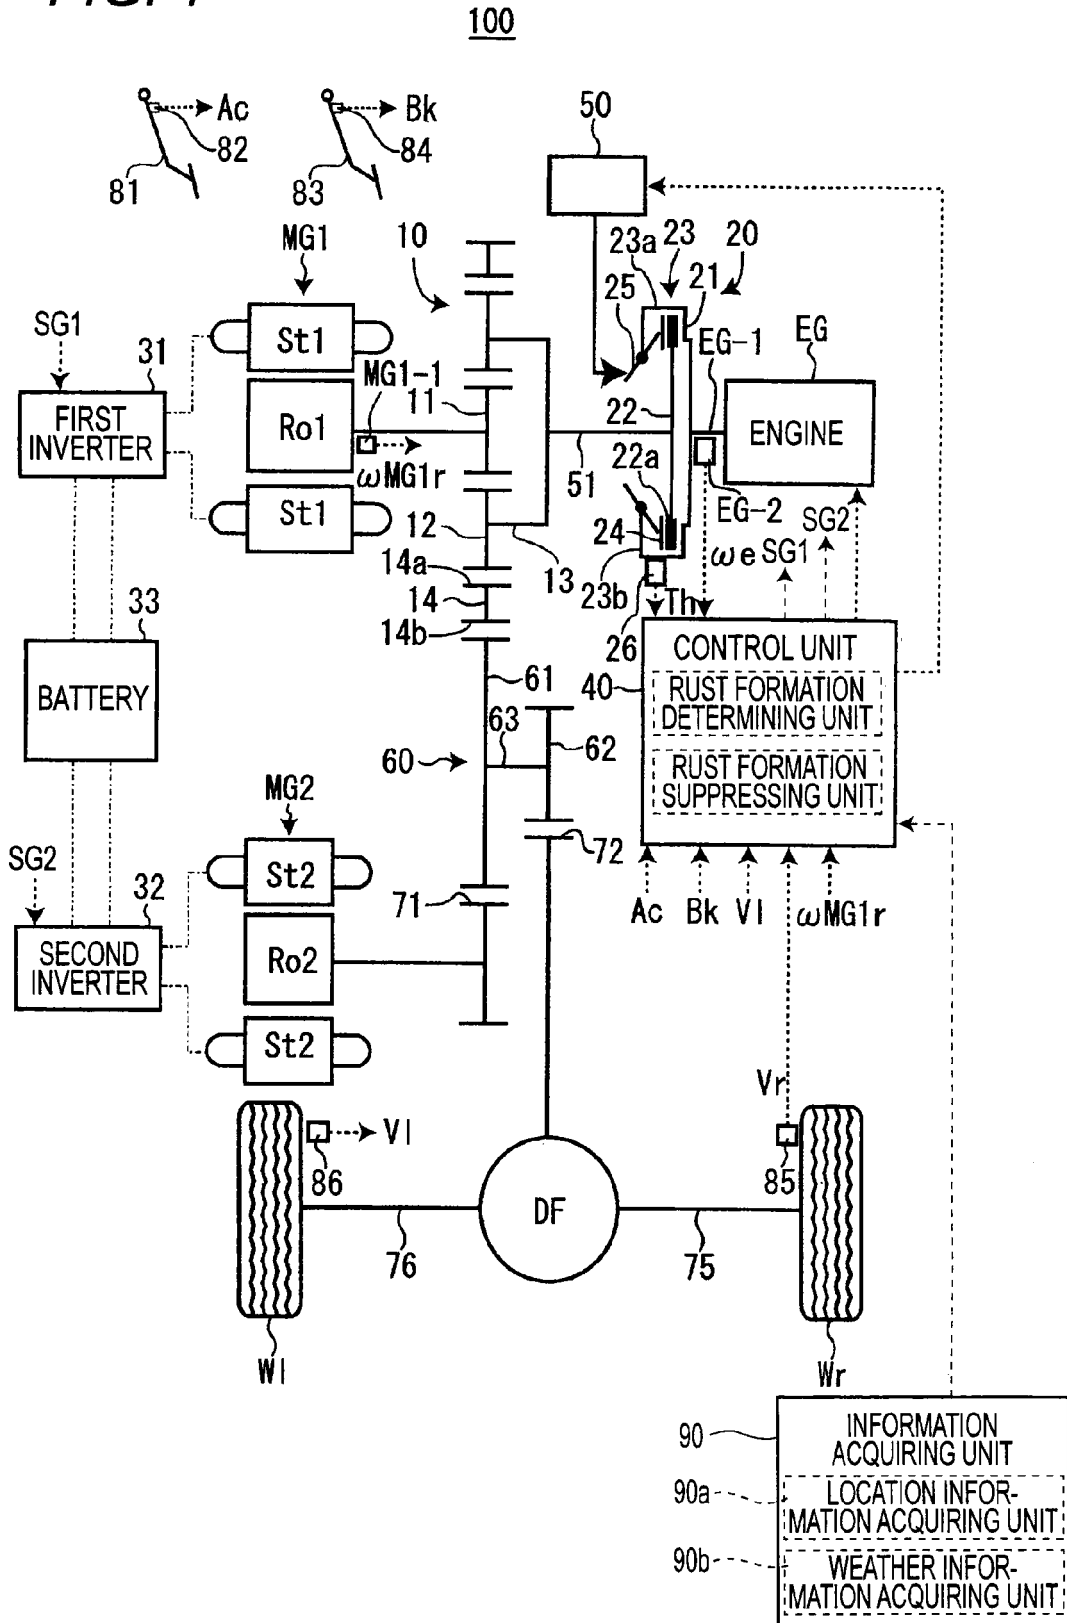 100
Ac
82
81
Bk
84
83
50
MG1
10
23a
23
20
21
25
EG-1
EG
SG1
31
St1
MG1-1
11
22
FIRST
INVERTER
Ro1
ENGINE
ωMG1r
22a
51
EG-2
SG2
St1
12
13
24
ωe
SG1
14a
23b
33
14
Th
14b
26
CONTROL UNIT
40
RUST FORMATION
DETERMINING UNIT
BATTERY
61
63
62
60
RUST FORMATION
SUPPRESSING UNIT
MG2
72
SG2
32
St2
71
Ac
Bk
Vl
ωMG1r
SECOND
INVERTER
Ro2
St2
Vr
Vl
86
85
DF
76
75
Wl
Wr
90
INFORMATION
ACQUIRING UNIT
90a
LOCATION INFOR-
MATION ACQUIRING UNIT
90b
WEATHER INFOR-
MATION ACQUIRING UNIT